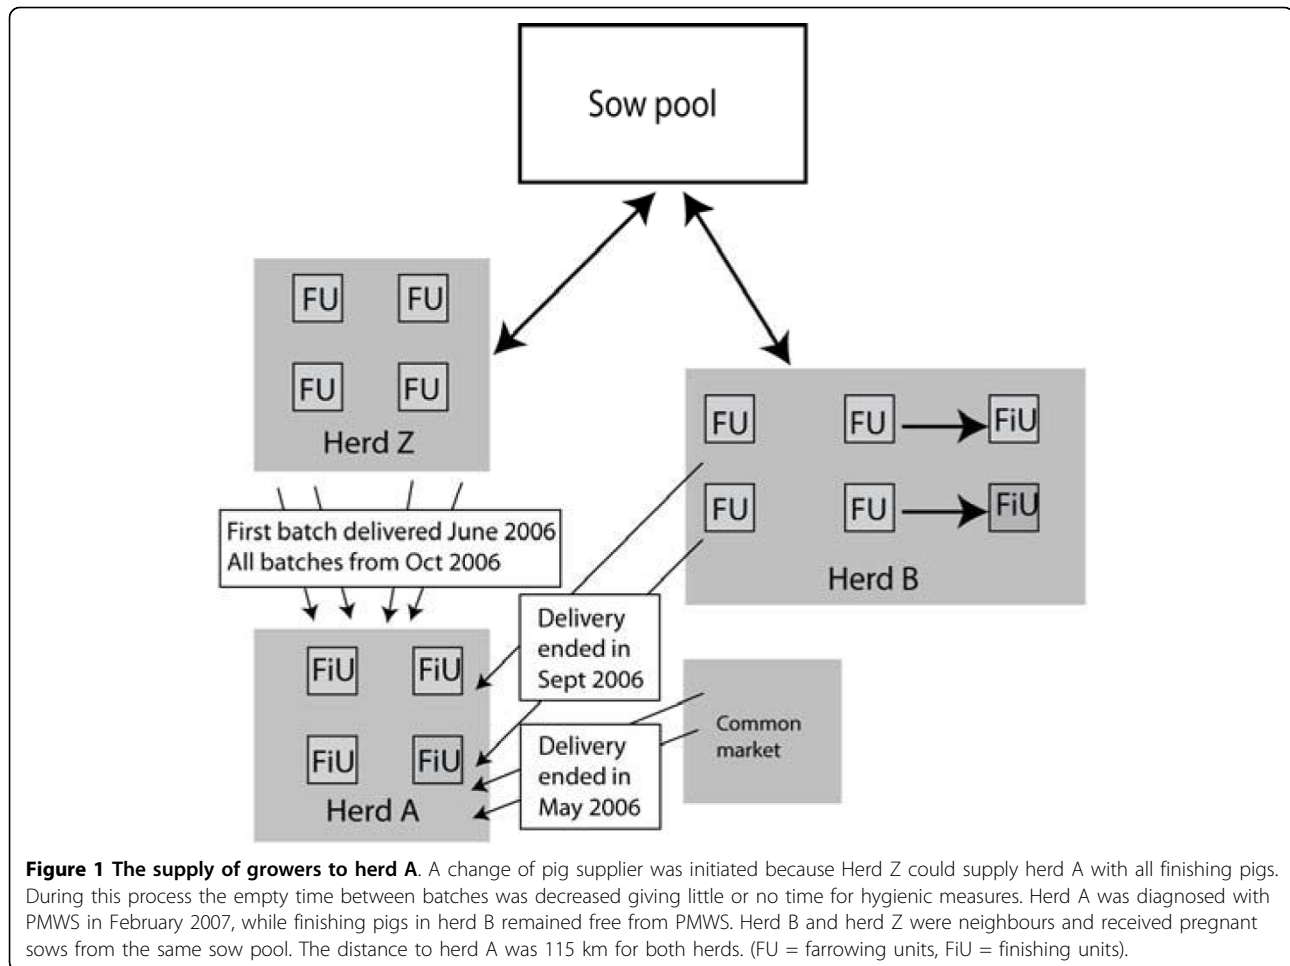 Sow pool
FU FU
FU FU
Herd Z
FU FU FiU
FU FU FiU
Herd B
First batch delivered June 2006
All batches from Oct 2006
Delivery
ended in
Sept 2006
FiU FiU
FiU FiU
Herd A
Common
market
Delivery
ended in
May 2006
Figure 1 The supply of growers to herd A. A change of pig supplier was initiated because Herd Z could supply herd A with all finishing pigs.
During this process the empty time between batches was decreased giving little or no time for hygienic measures. Herd A was diagnosed with
PMWS in February 2007, while finishing pigs in herd B remained free from PMWS. Herd B and herd Z were neighbours and received pregnant
sows from the same sow pool. The distance to herd A was 115 km for both herds. (FU = farrowing units, FiU = finishing units).